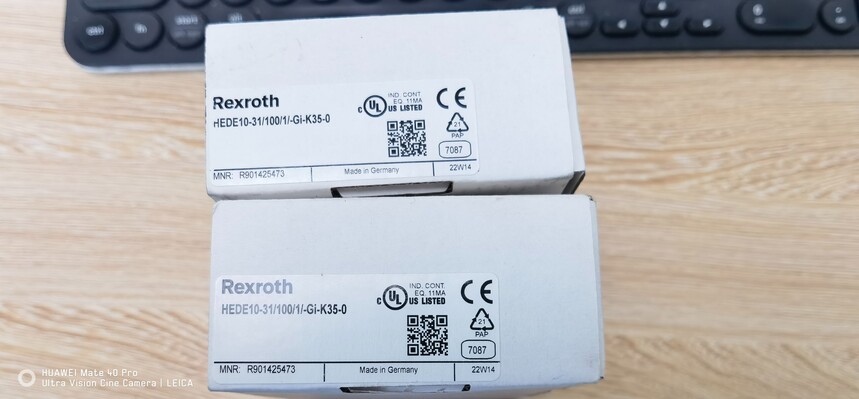 Rexroth
HEDE10-31/100/1/-Gi-K35-0
C UL US LISTED
IND. CONT.
EQ. 11MA
CE
21
PAP
7087
MNR: R901425473
Made in Germany
22W14
Rexroth
HEDE10-31/100/1/-Gi-K35-0
C UL US LISTED
IND. CONT.
EQ. 11MA
CE
21
PAP
7087
MNR: R901425473
Made in Germany
22W14
HUAWEI Mate 40 Pro
Ultra Vision Cine Camera | LEICA